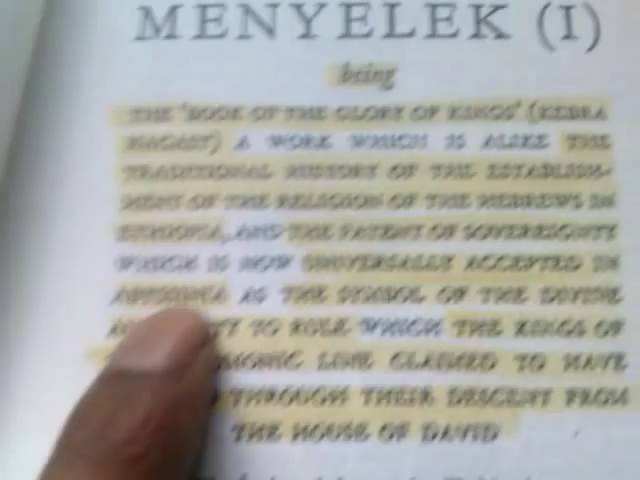 MENYELEK (I)
being
THE 'BOOK OF THE GLORY OF KINGS' (KEBRA
NAGAST) A WORK WHICH IS ALIKE THE
TRADITIONAL HISTORY OF THE ESTABLISH-
MENT OF THE RELIGION OF THE HEBREWS IN
ETHIOPIA, AND THE PATENT OF SOVEREIGNTY
WHICH IS NOW UNIVERSALLY ACCEPTED IN
ABYSSINIA AS THE SYMBOL OF THE DIVINE
TO RULE WHICH THE KINGS OF
LINE CLAIMED TO HAVE
THROUGH THEIR DESCENT FROM
THE HOUSE OF DAVID